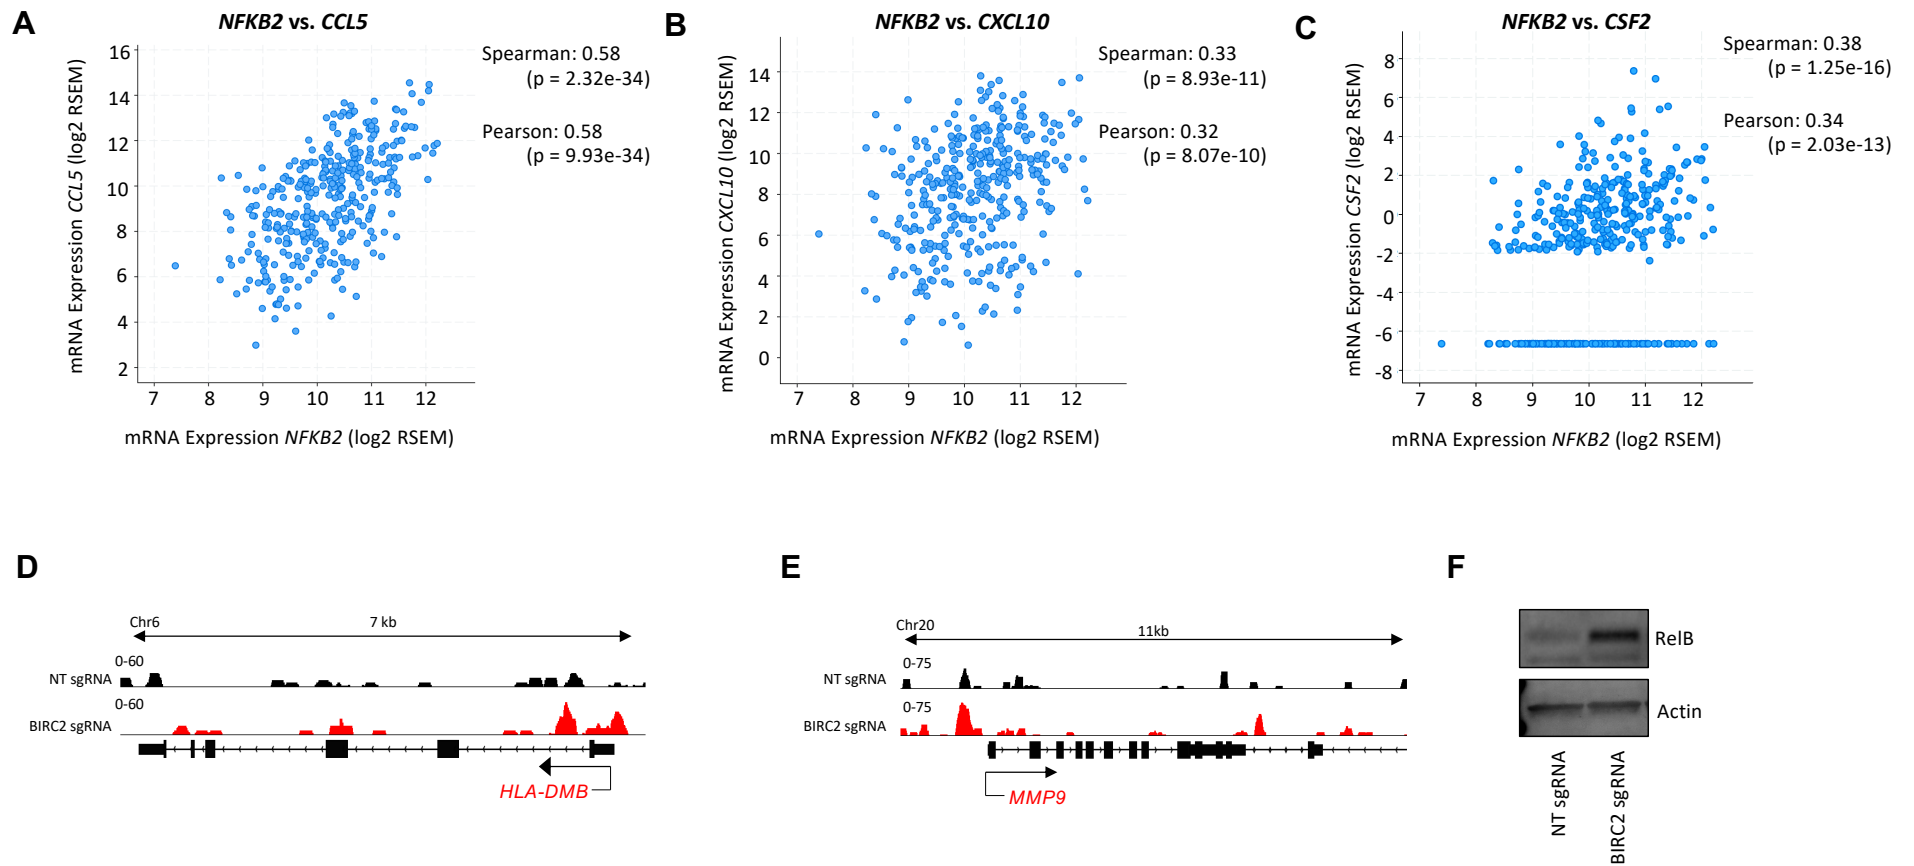 A
NFKB2 vs. CCL5
Spearman: 0.58
(p = 2.32e-34)
Pearson: 0.58
(p = 9.93e-34)
mRNA Expression CCL5 (log2 RSEM)
16
14
12
10
8
6
4
2
7 8 9 10 11 12
mRNA Expression NFKB2 (log2 RSEM)
B
NFKB2 vs. CXCL10
Spearman: 0.33
(p = 8.93e-11)
Pearson: 0.32
(p = 8.07e-10)
mRNA Expression CXCL10 (log2 RSEM)
14
12
10
8
6
4
2
0
7 8 9 10 11 12
mRNA Expression NFKB2 (log2 RSEM)
C
NFKB2 vs. CSF2
Spearman: 0.38
(p = 1.25e-16)
Pearson: 0.34
(p = 2.03e-13)
mRNA Expression CSF2 (log2 RSEM)
8
6
4
2
0
-2
-4
-6
-8
7 8 9 10 11 12
mRNA Expression NFKB2 (log2 RSEM)
D
Chr6
7 kb
0-60
NT sgRNA
0-60
BIRC2 sgRNA
HLA-DMB
E
Chr20
11kb
0-75
NT sgRNA
0-75
BIRC2 sgRNA
MMP9
F
RelB
Actin
NT sgRNA
BIRC2 sgRNA